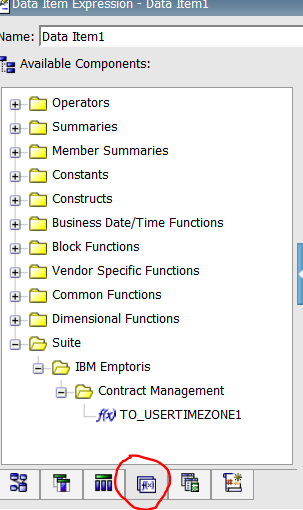 Data Item Expression - Data Item1
Name: Data Item1
Available Components:
Operators
Summaries
Member Summaries
Constants
Constructs
Business Date/Time Functions
Block Functions
Vendor Specific Functions
Common Functions
Dimensional Functions
Suite
IBM Emptoris
Contract Management
f(x) TO_USERTIMEZONE1
f(x)